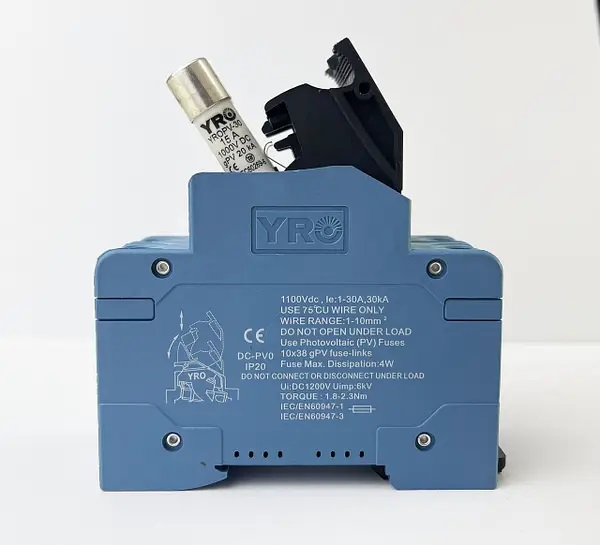 YRO
YROPV-30
15 A
1000V DC
gPV 20 kA
CE
YRO
1100Vdc , Ie:1-30A,30kA
USE 75℃U WIRE ONLY
WIRE RANGE:1-10mm²
DO NOT OPEN UNDER LOAD
Use Photovoltaic (PV) Fuses
10x38 gPV fuse-links
Fuse Max. Dissipation:4W
CE
DC-PV0
IP20
YRO
DO NOT CONNECT OR DISCONNECT UNDER LOAD
Ui:DC1200V Uimp:6kV
TORQUE : 1.8-2.3Nm
IEC/EN60947-1
IEC/EN60947-3